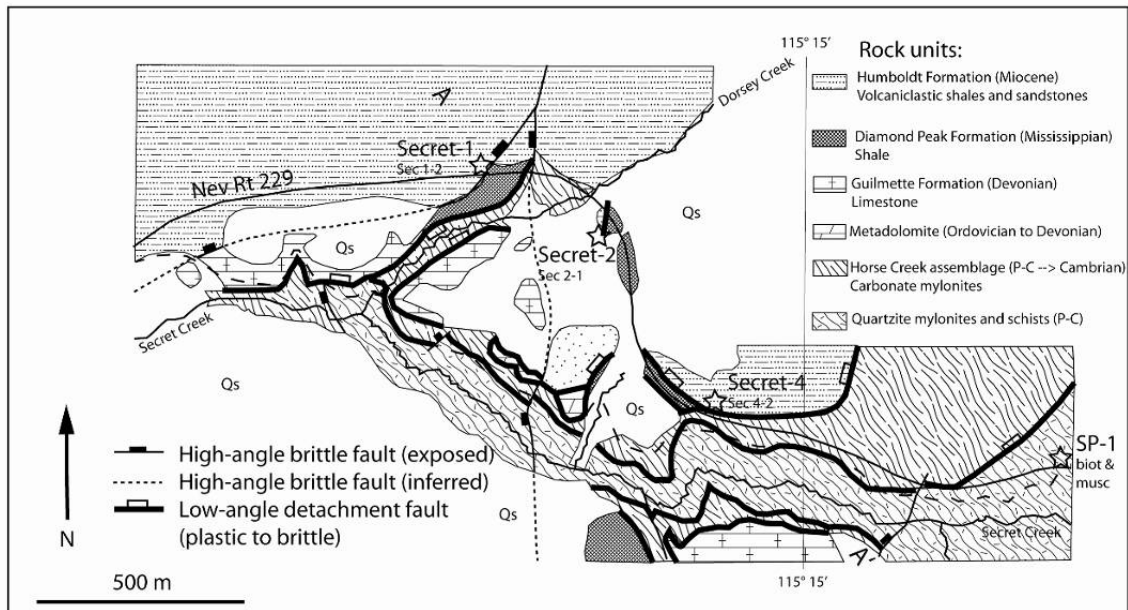 115° 15'
Dorsey Creek
A
Secret-1
Sec 1-2
Nev Rt 229
Qs
Qs
Secret-2
Sec 2-1
Secret Creek
Qs
Secret-4
Sec 4-2
Qs
SP-1
biot &
musc
Qs
Secret Creek
A'
115° 15'
Rock units:
Humboldt Formation (Miocene)
Volcaniclastic shales and sandstones
Diamond Peak Formation (Mississippian)
Shale
Guilmette Formation (Devonian)
Limestone
Metadolomite (Ordovician to Devonian)
Horse Creek assemblage (P-C --> Cambrian)
Carbonate mylonites
Quartzite mylonites and schists (P-C)
High-angle brittle fault (exposed)
High-angle brittle fault (inferred)
Low-angle detachment fault
(plastic to brittle)
N
500 m